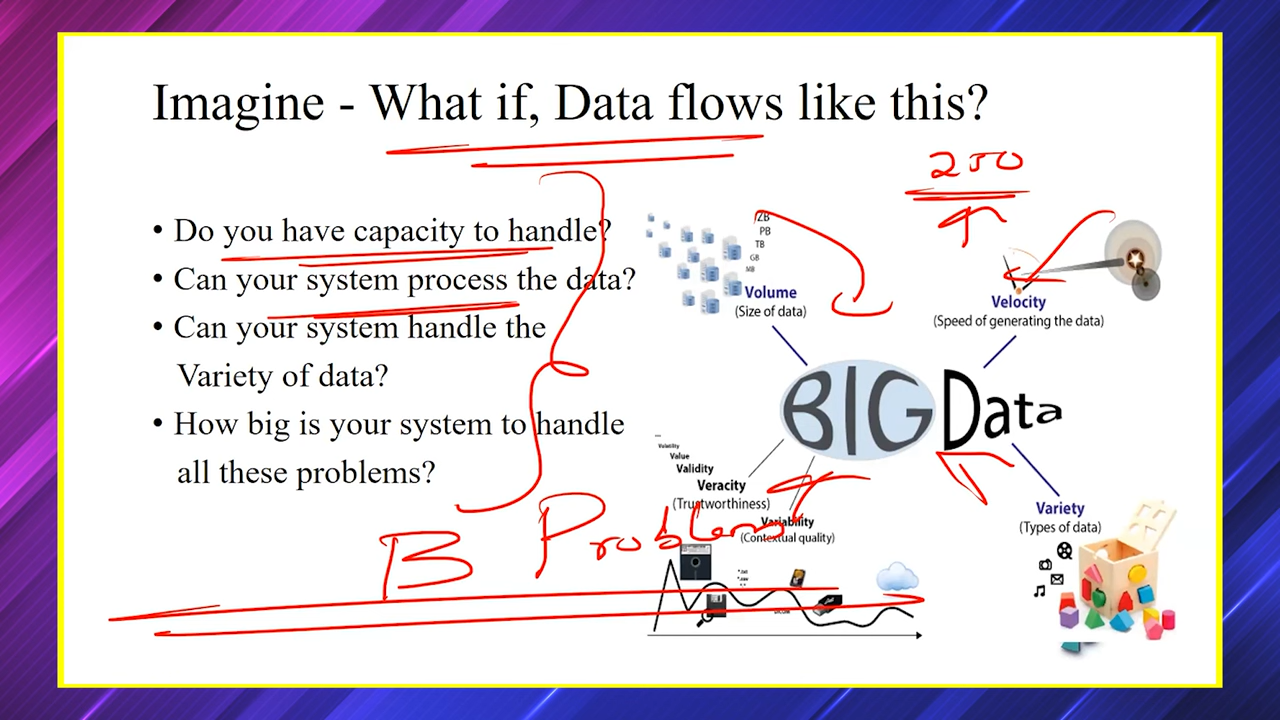 Imagine - What if, Data flows like this?
250
• Do you have capacity to handle?
• Can your system process the data?
• Can your system handle the
Variety of data?
• How big is your system to handle
all these problems?
B Problem
ZB
PB
TB
GB
MB
Volume
(Size of data)
Velocity
(Speed of generating the data)
BIG Data
Volatility
Value
Validity
Veracity
(Trustworthiness)
Variability
(Contextual quality)
Variety
(Types of data)